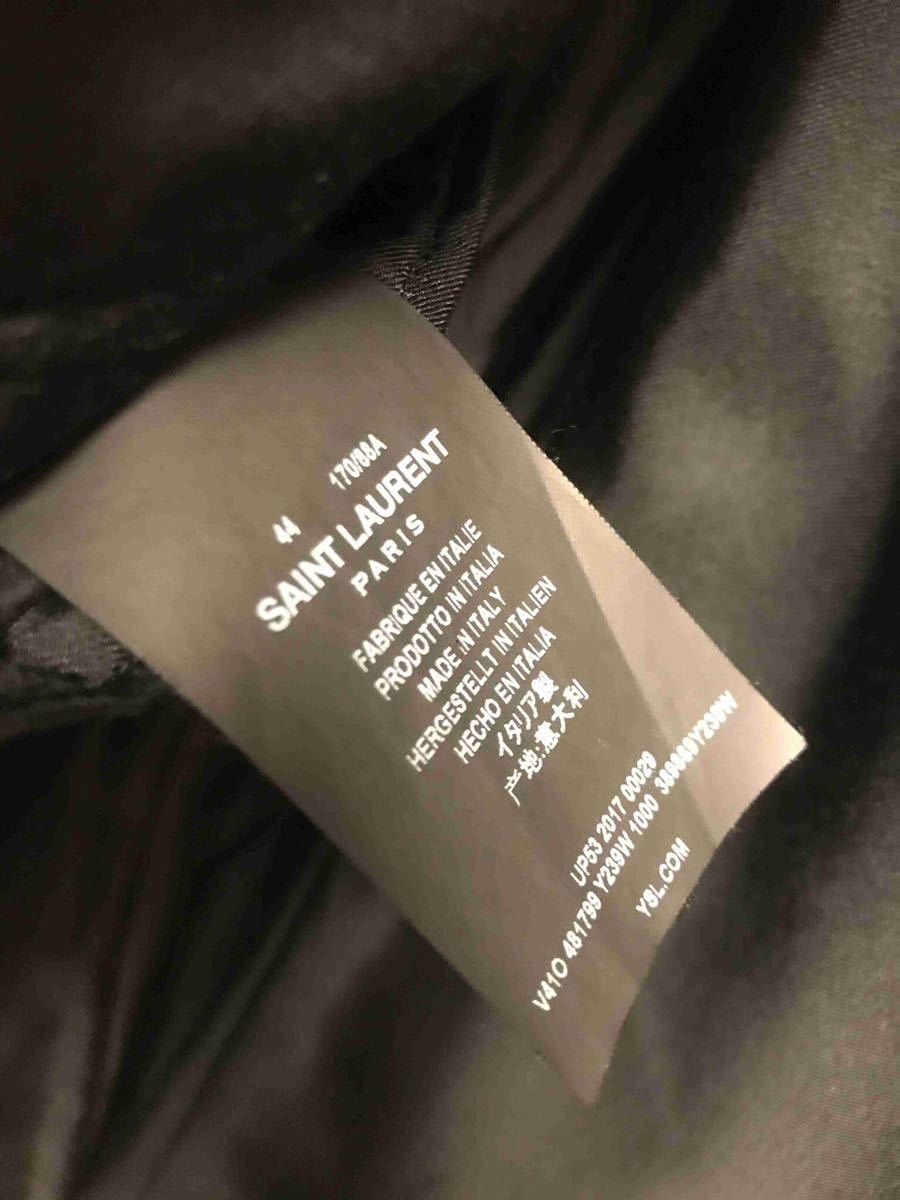 44 170/88A
SAINT LAURENT
PARIS
FABRIQUE EN ITALIE
PRODOTTO IN ITALIA
MADE IN ITALY
HERGESTELLT IN ITALIEN
HECHO EN ITALIA
イタリア製
产地:意大利
UP53 2017 00029
V41O 481799 Y239W 1000
YSL.COM